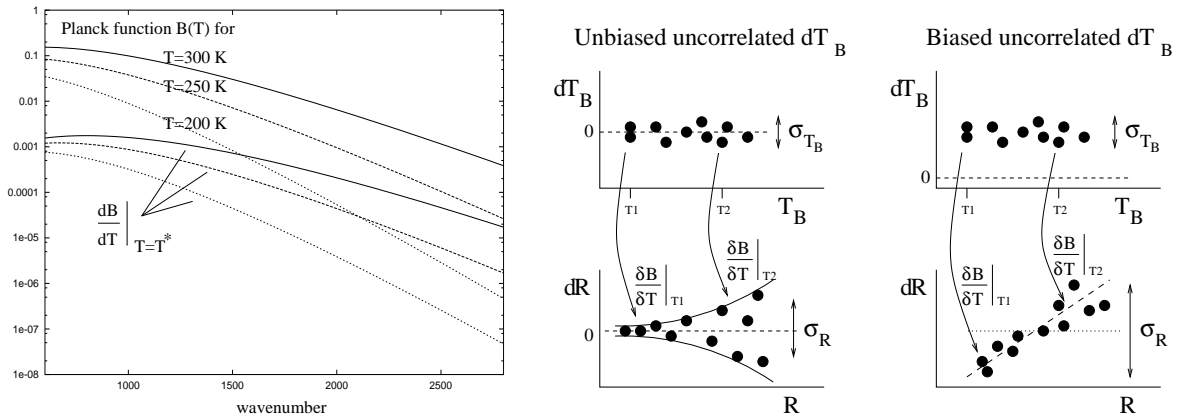 1
0.1
0.01
0.001
0.0001
1e-05
1e-06
1e-07
1e-08
Planck function B(T) for
T=300 K
T=250 K
T=200 K
dB
dT
T=T*
1000
1500
2000
2500
wavenumber
Unbiased uncorrelated dT B
dT B
0
σ T B
T1
T2
T B
δB
δT
T1
δB
δT
T2
dR
0
σ R
R
Biased uncorrelated dT B
dT B
0
σ T B
T1
T2
T B
δB
δT
T1
δB
δT
T2
dR
σ R
R